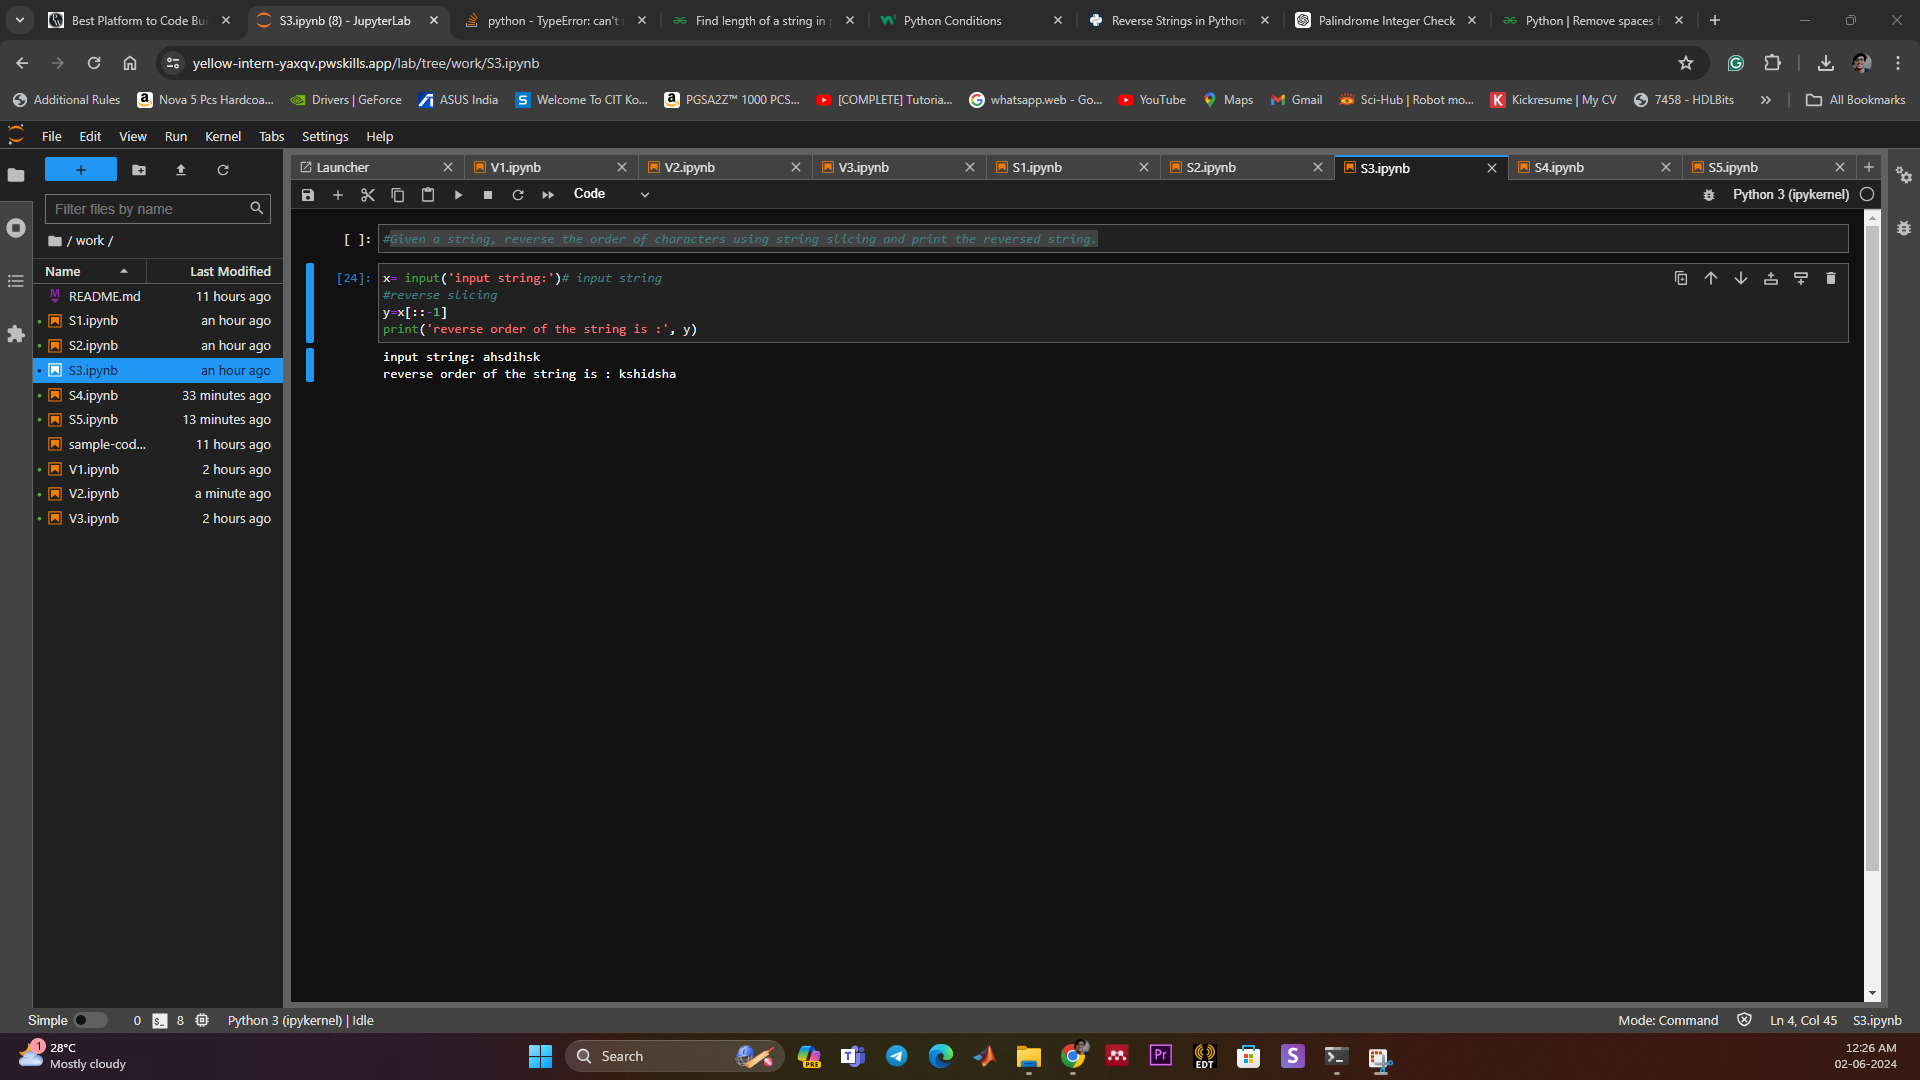 Best Platform to Code Bui
S3.ipynb (8) - JupyterLab
python - TypeError: can't
Find length of a string in
Python Conditions
Reverse Strings in Python:
Palindrome Integer Check
Python | Remove spaces f
yellow-intern-yaxqv.pwskills.app/lab/tree/work/S3.ipynb
Additional Rules
Nova 5 Pcs Hardcoa...
Drivers | GeForce
ASUS India
Welcome To CIT Ko...
PGSA2Z™ 1000 PCS...
[COMPLETE] Tutoria...
whatsapp.web - Go...
YouTube
Maps
Gmail
Sci-Hub | Robot mo...
Kickresume | My CV
7458 - HDLBits
All Bookmarks
File Edit View Run Kernel Tabs Settings Help
Launcher
V1.ipynb
V2.ipynb
V3.ipynb
S1.ipynb
S2.ipynb
S3.ipynb
S4.ipynb
S5.ipynb
Filter files by name
Code
Python 3 (ipykernel)
/ work /
Name Last Modified
README.md 11 hours ago
S1.ipynb an hour ago
S2.ipynb an hour ago
S3.ipynb an hour ago
S4.ipynb 33 minutes ago
S5.ipynb 13 minutes ago
sample-cod... 11 hours ago
V1.ipynb 2 hours ago
V2.ipynb a minute ago
V3.ipynb 2 hours ago
[ ]: #Given a string, reverse the order of characters using string slicing and print the reversed string.
[24]: x= input('input string:')# input string
#reverse slicing
y=x[::-1]
print('reverse order of the string is :', y)
input string: ahsdihsk
reverse order of the string is : kshidsha
Simple 0 8 Python 3 (ipykernel) | Idle
Mode: Command Ln 4, Col 45 S3.ipynb
1
28°C
Mostly cloudy
Search
PRE
Pr
EDT
S
12:26 AM
02-06-2024